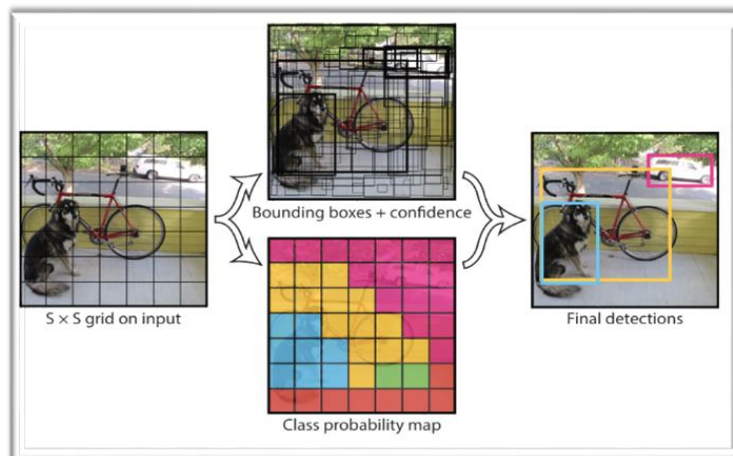 Bounding boxes + confidence
S × S grid on input
Final detections
Class probability map